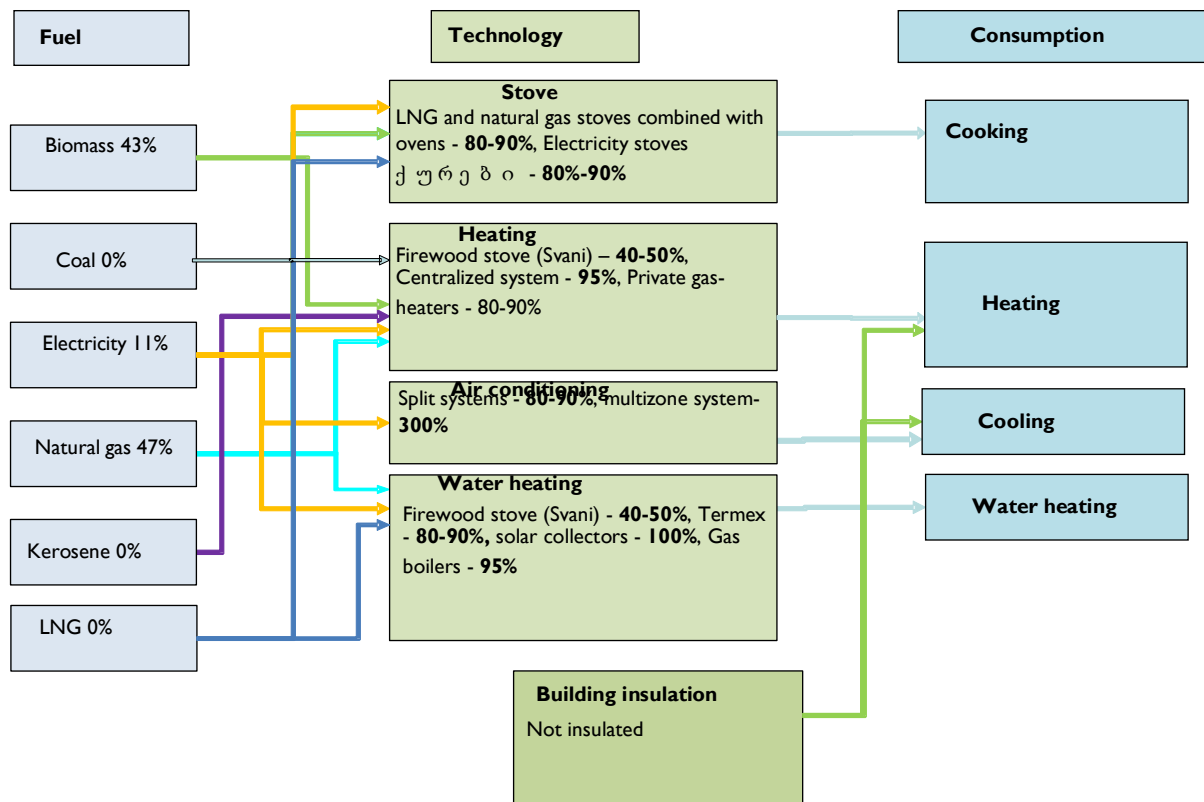 Fuel
Technology
Consumption
Biomass 43%
Coal 0%
Electricity 11%
Natural gas 47%
Kerosene 0%
LNG 0%
Stove
LNG and natural gas stoves combined with
ovens - 80-90%, Electricity stoves
ქურები - 80%-90%
Heating
Firewood stove (Svani) – 40-50%,
Centralized system - 95%, Private gas-
heaters - 80-90%
Air conditioning
Split systems - 80-90%, multizone system-
300%
Water heating
Firewood stove (Svani) - 40-50%, Termex
- 80-90%, solar collectors - 100%, Gas
boilers - 95%
Building insulation
Not insulated
Cooking
Heating
Cooling
Water heating